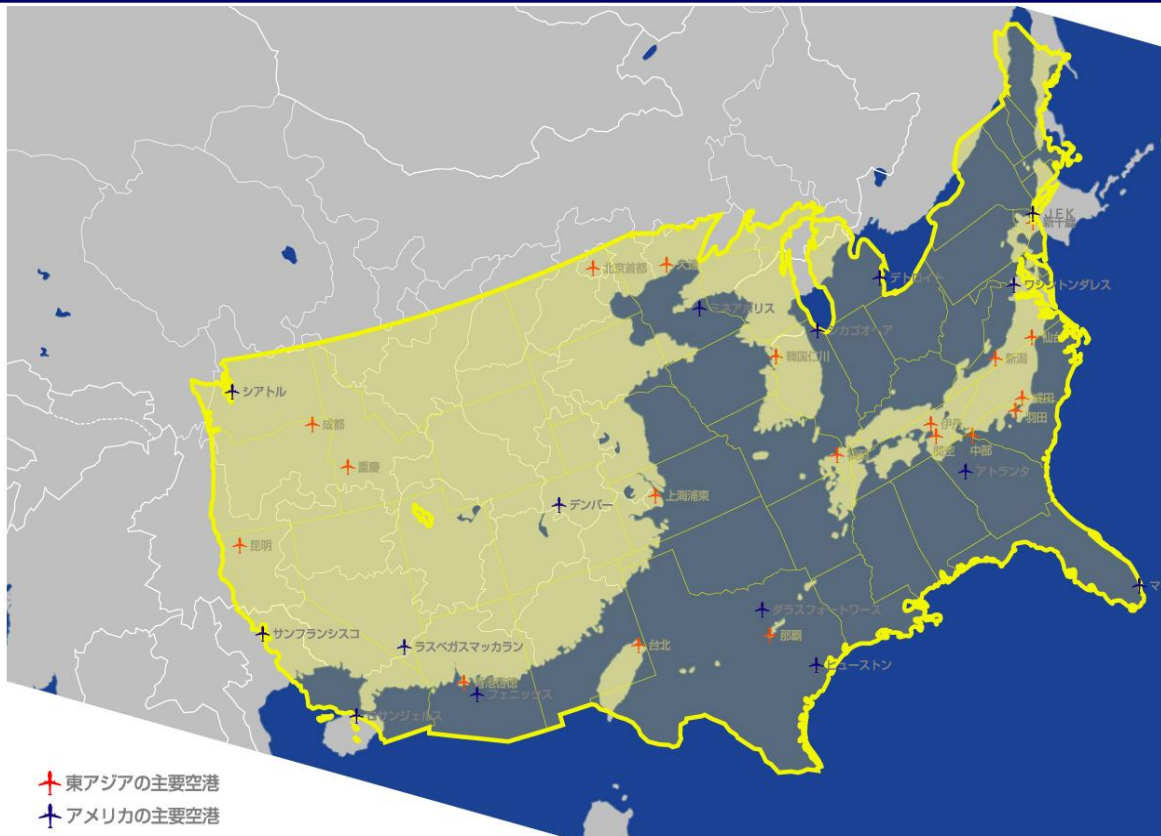 JFK
新千歳
北京首都
大連
デトロイト
ワシントンダレス
ミネアポリス
シカゴオヘア
仙台
韓国仁川
新潟
シアトル
成田
羽田
成都
伊丹
関空
中部
福岡
重慶
アトランタ
上海浦東
デンバー
昆明
マ
ダラスフォートワース
サンフランシスコ
那覇
ラスベガスマッカラン
台北
ヒューストン
フェニックス
ロサンジェルス
東アジアの主要空港
アメリカの主要空港